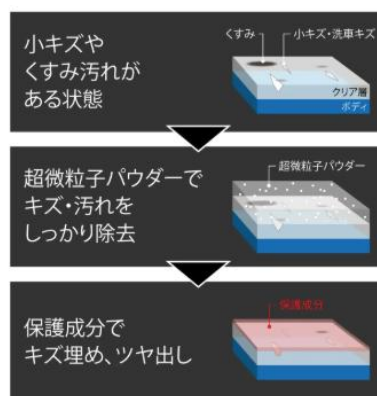 小キズや
くすみ汚れが
ある状態
くすみ
小キズ・洗車キズ
クリア層
ボディ
超微粒子パウダーで
キズ・汚れを
しっかり除去
超微粒子パウダー
保護成分で
キズ埋め、ツヤ出し
保護成分